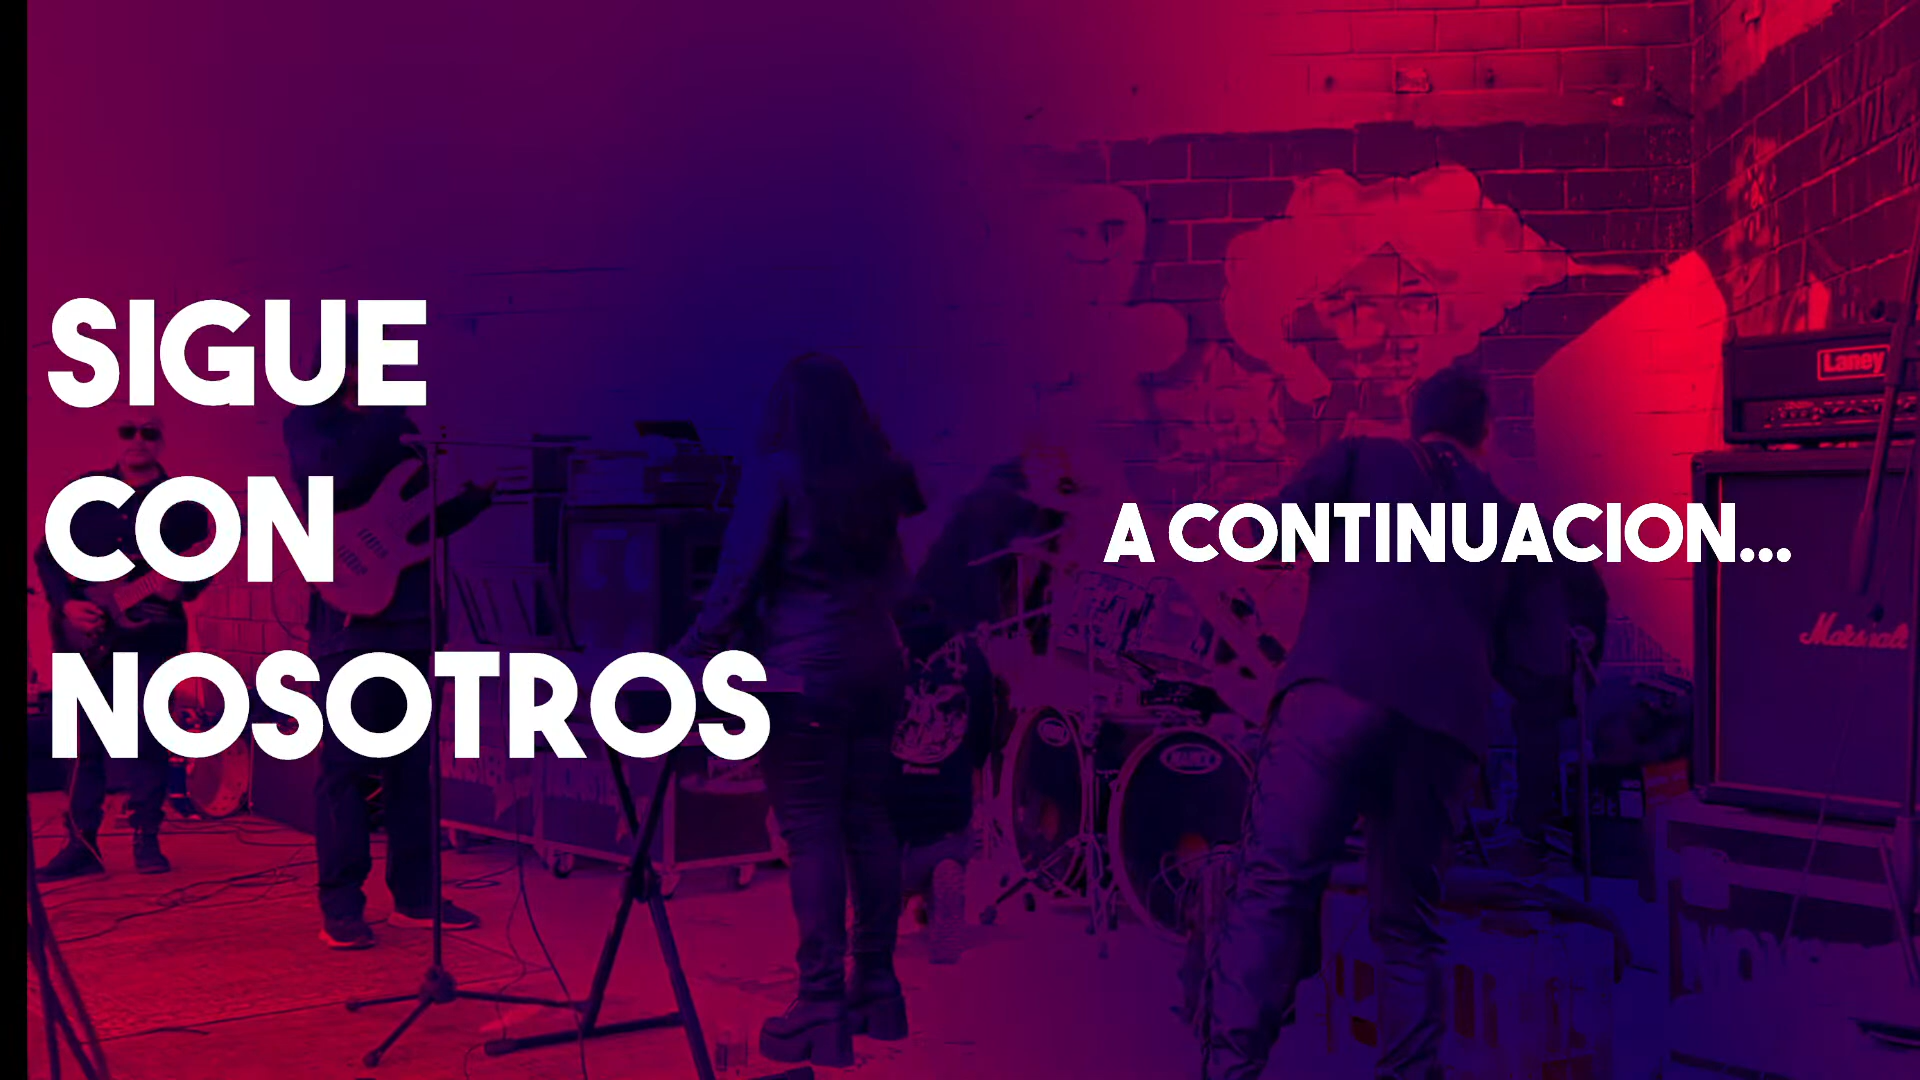 SIGUE
CON
NOSOTROS
A CONTINUACION...
Laney
Marshall